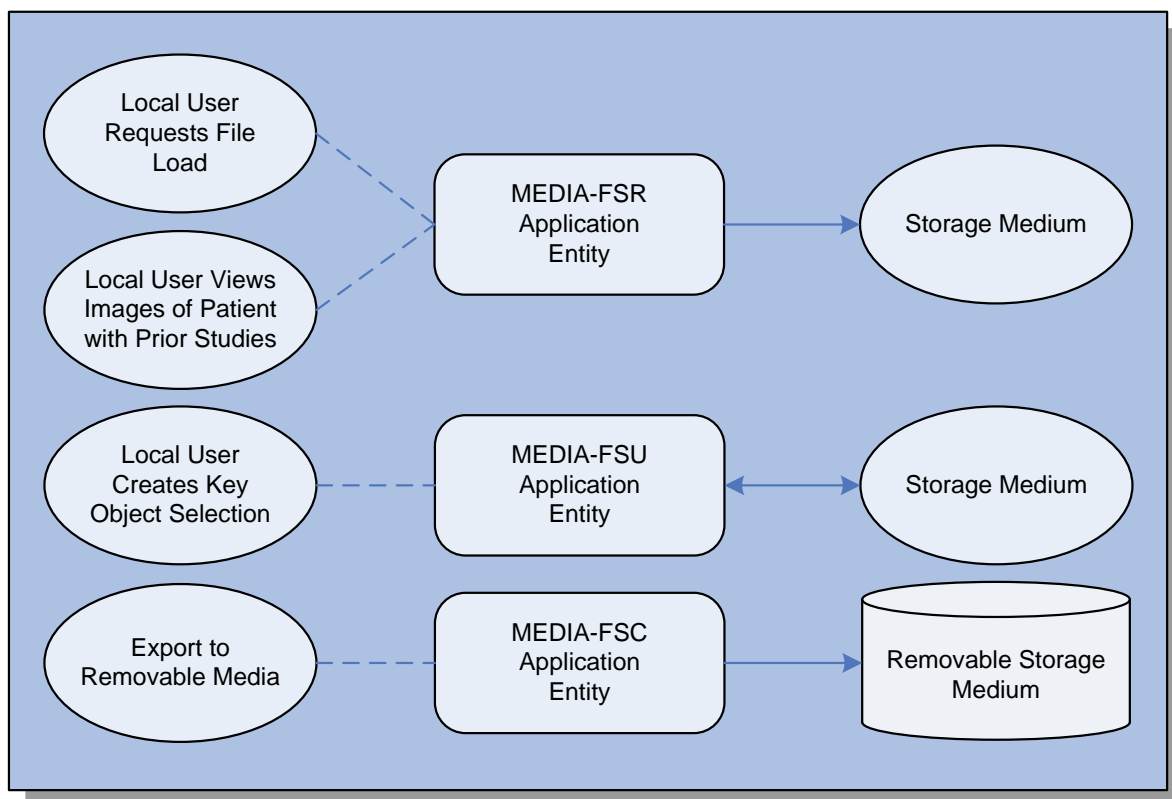 Local User
Requests File
Load
MEDIA-FSR
Application
Entity
Storage Medium
Local User Views
Images of Patient
with Prior Studies
Local User
Creates Key
Object Selection
MEDIA-FSU
Application
Entity
Storage Medium
Export to
Removable Media
MEDIA-FSC
Application
Entity
Removable Storage
Medium